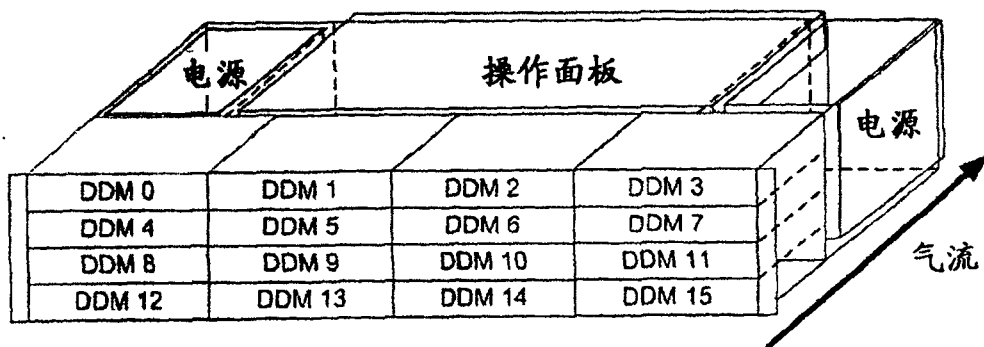 电源
操作面板
电源
DDM 0 DDM 1 DDM 2 DDM 3
DDM 4 DDM 5 DDM 6 DDM 7
DDM 8 DDM 9 DDM 10 DDM 11
DDM 12 DDM 13 DDM 14 DDM 15
气流